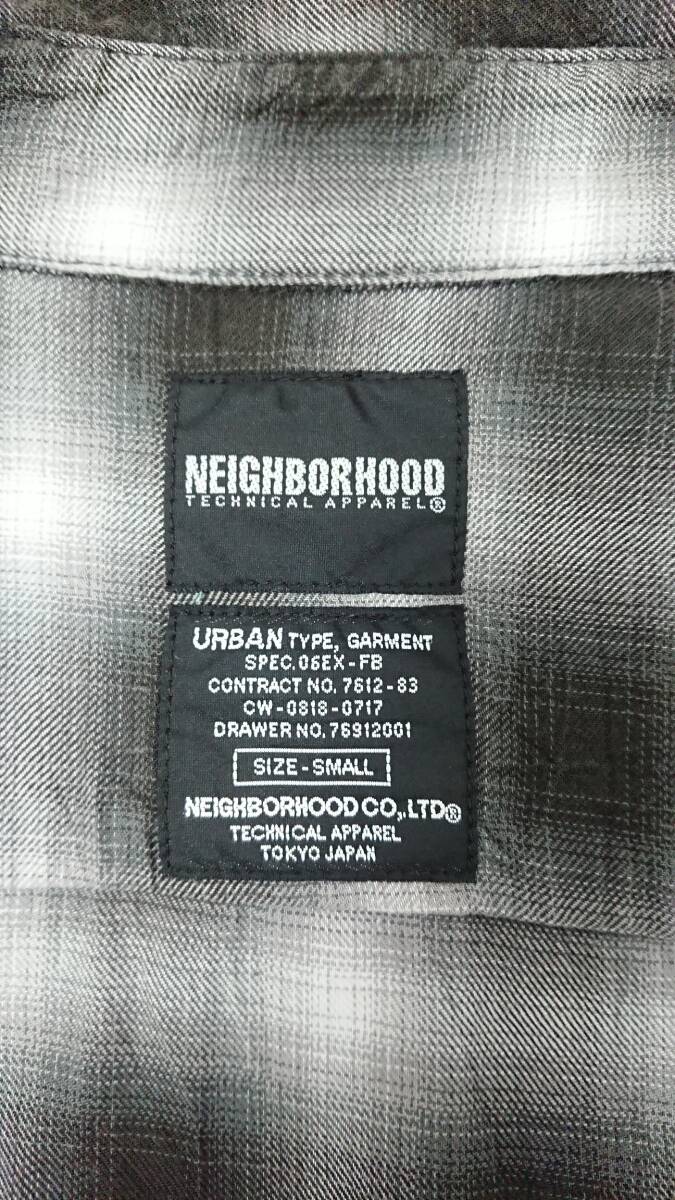 NEIGHBORHOOD
TECHNICAL APPAREL®
URBAN TYPE, GARMENT
SPEC.06EX-FB
CONTRACT NO. 7612-83
CW-0818-0717
DRAWER NO. 76912001
SIZE-SMALL
NEIGHBORHOOD CO,.LTD®
TECHNICAL APPAREL
TOKYO JAPAN